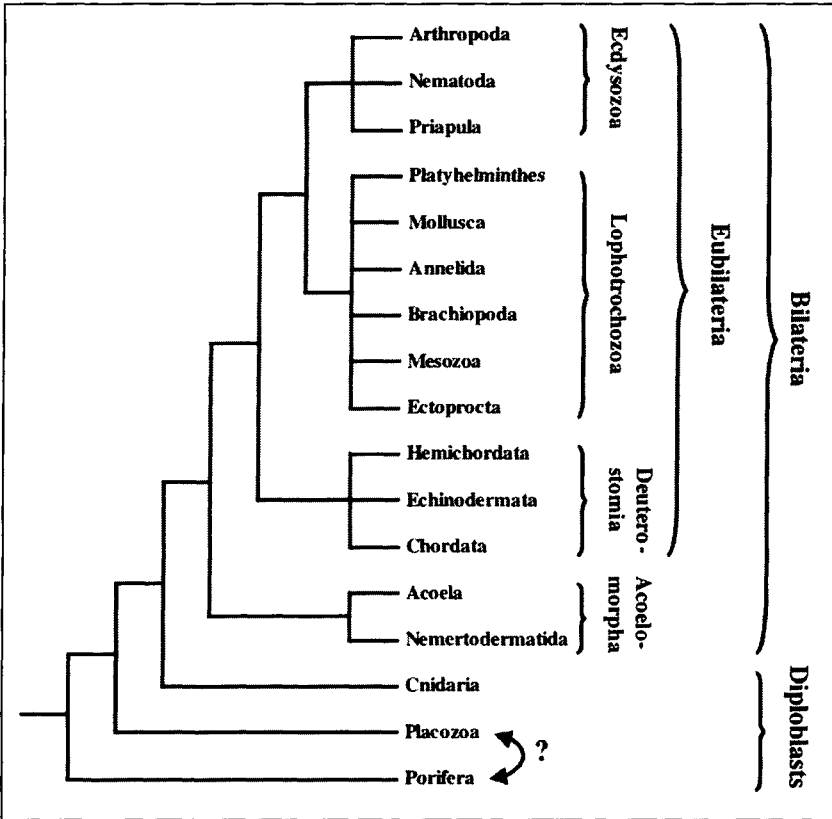 Arthropoda
Nematoda
Priapula
Platyhelminthes
Mollusca
Annelida
Brachiopoda
Mesozoa
Ectoprocta
Hemichordata
Echinodermata
Chordata
Acoela
Nemertodermatida
Cnidaria
Placozoa
Porifera
?
Ecdysozoa
Lophotrochozoa
Deutero-
stomia
Acoelo-
morpha
Eubilateria
Bilateria
Diploblasts